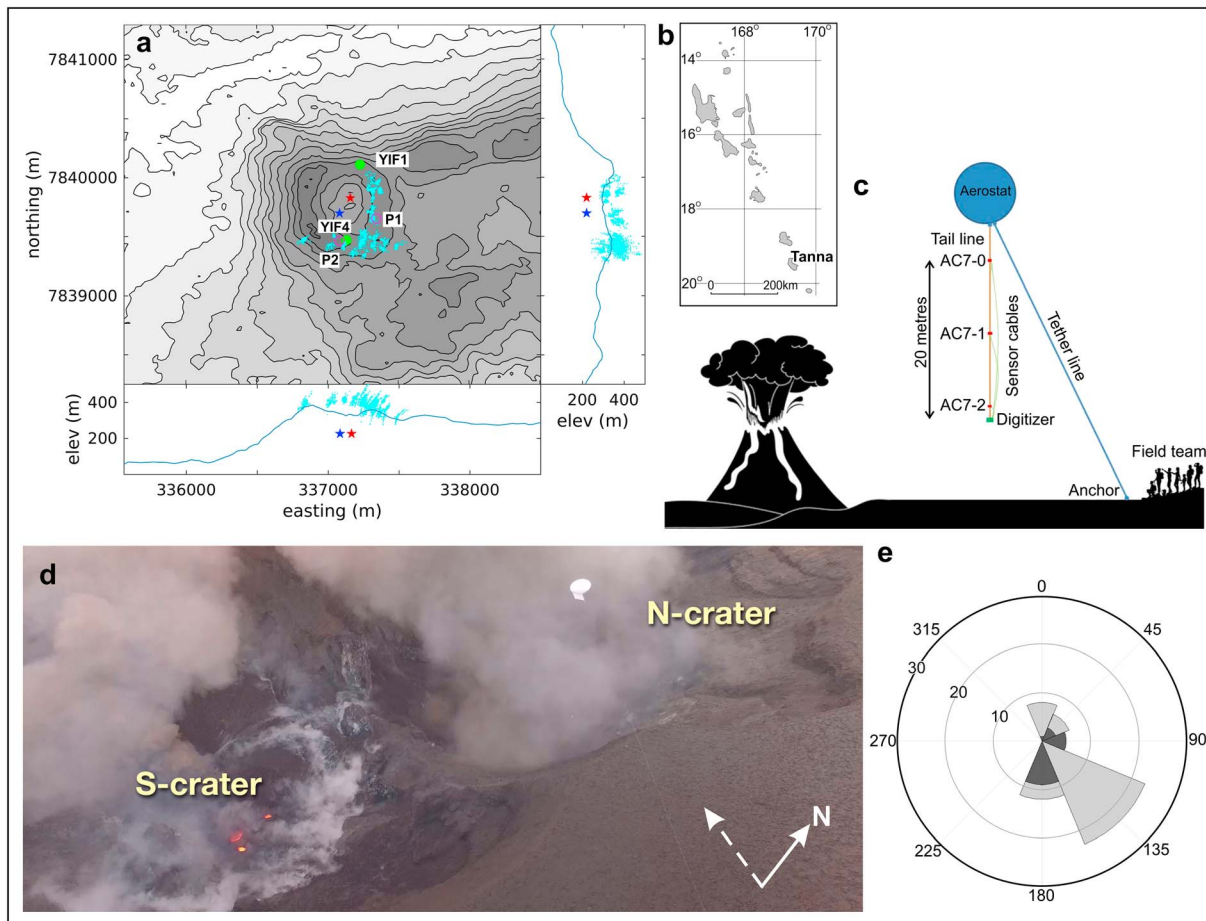 a
7841000
7840000
7839000
northing (m)
YIF1
P1
YIF4
P2
elev (m)
400
200
336000
337000
338000
easting (m)
200
400
elev (m)
b
168°
170°
14°
16°
18°
20°
Tanna
0
200km
c
Aerostat
Tail line
AC7-0
AC7-1
AC7-2
20 metres
Sensor cables
Tether line
Digitizer
Field team
Anchor
d
N-crater
S-crater
N
e
0
45
90
135
180
225
270
315
30
20
10